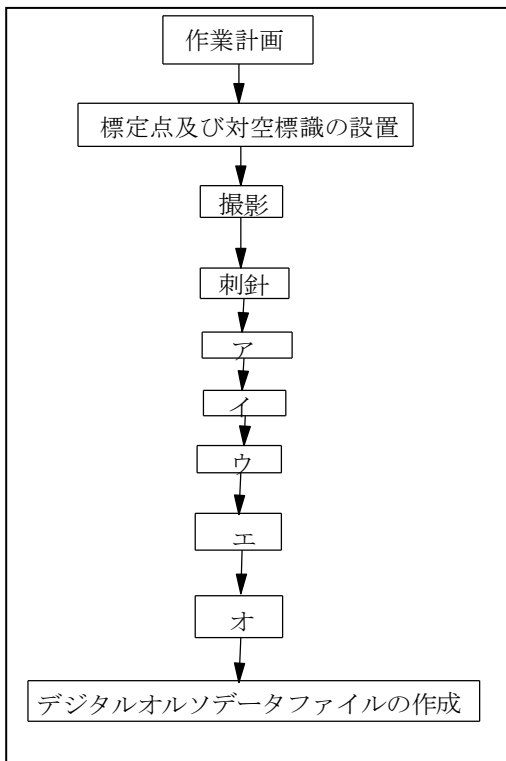 作業計画
標定点及び対空標識の設置
撮影
刺針
ア
イ
ウ
エ
オ
デジタルオルソデータファイルの作成